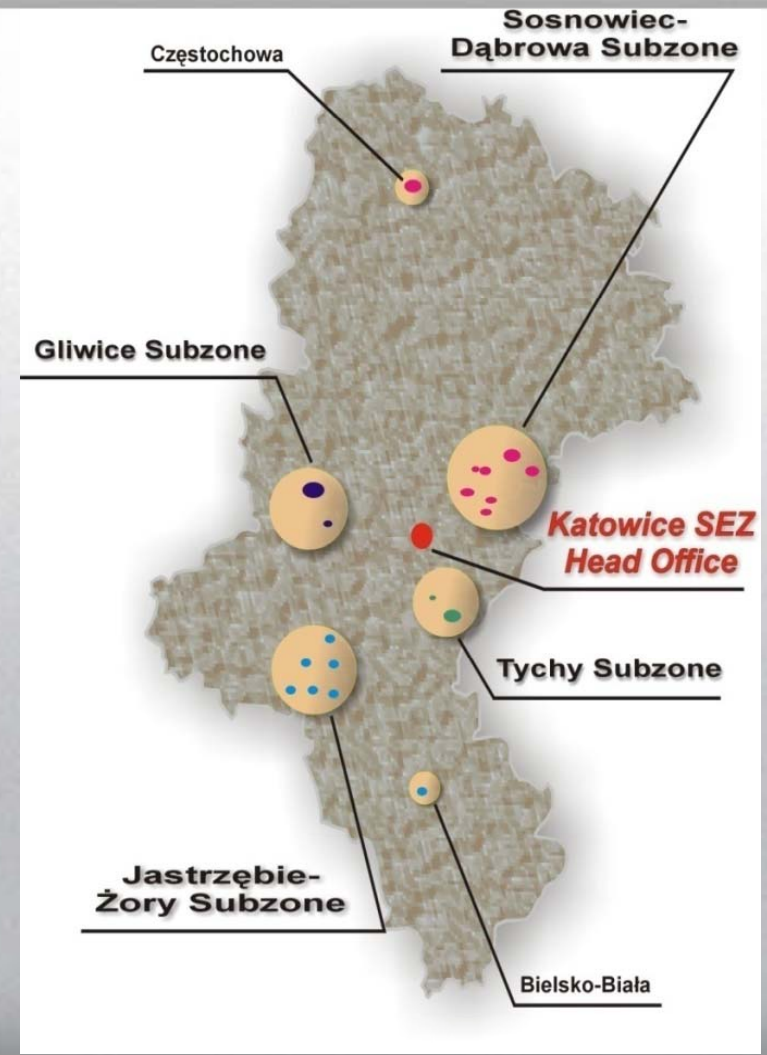 Sosnowiec-
Dąbrowa Subzone
Częstochowa
Gliwice Subzone
Katowice SEZ
Head Office
Tychy Subzone
Jastrzębie-
Żory Subzone
Bielsko-Biała